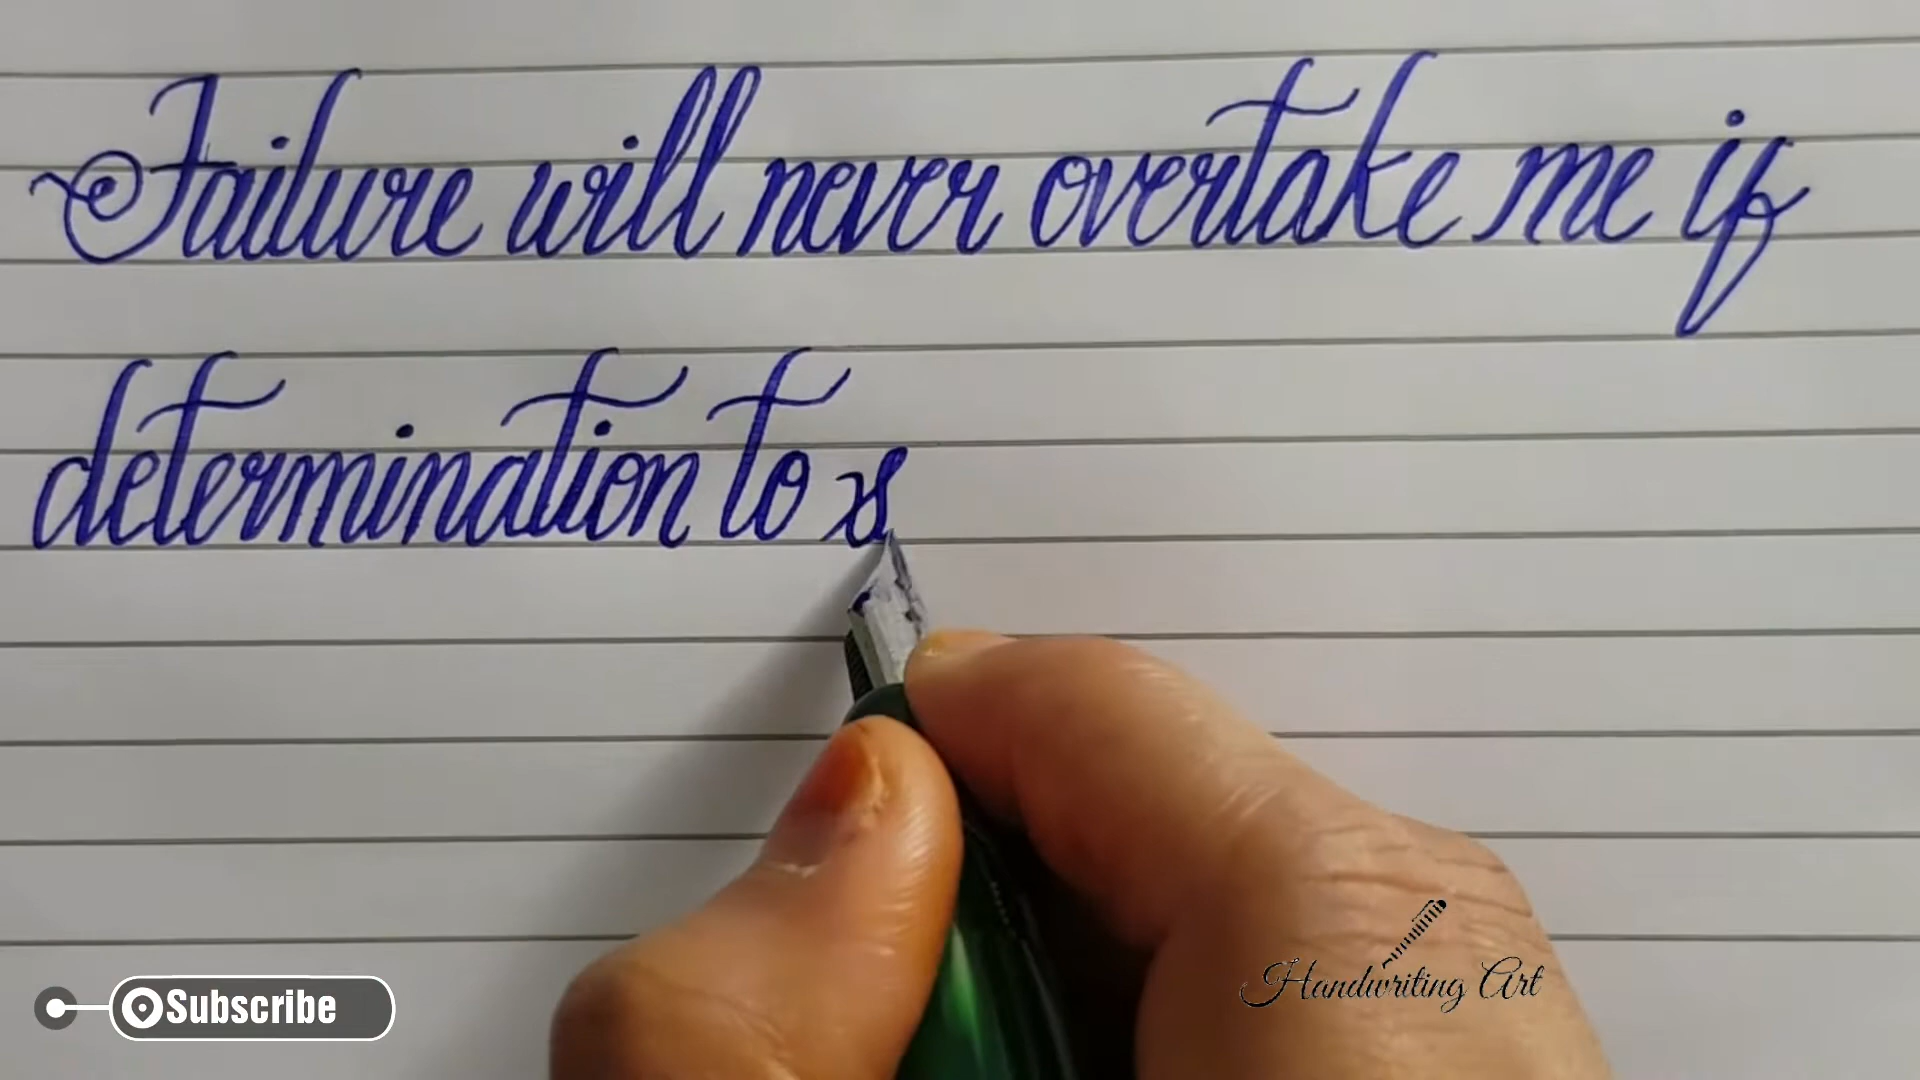 Failure will never overtake me if
determination to s
Subscribe
Handwriting Art